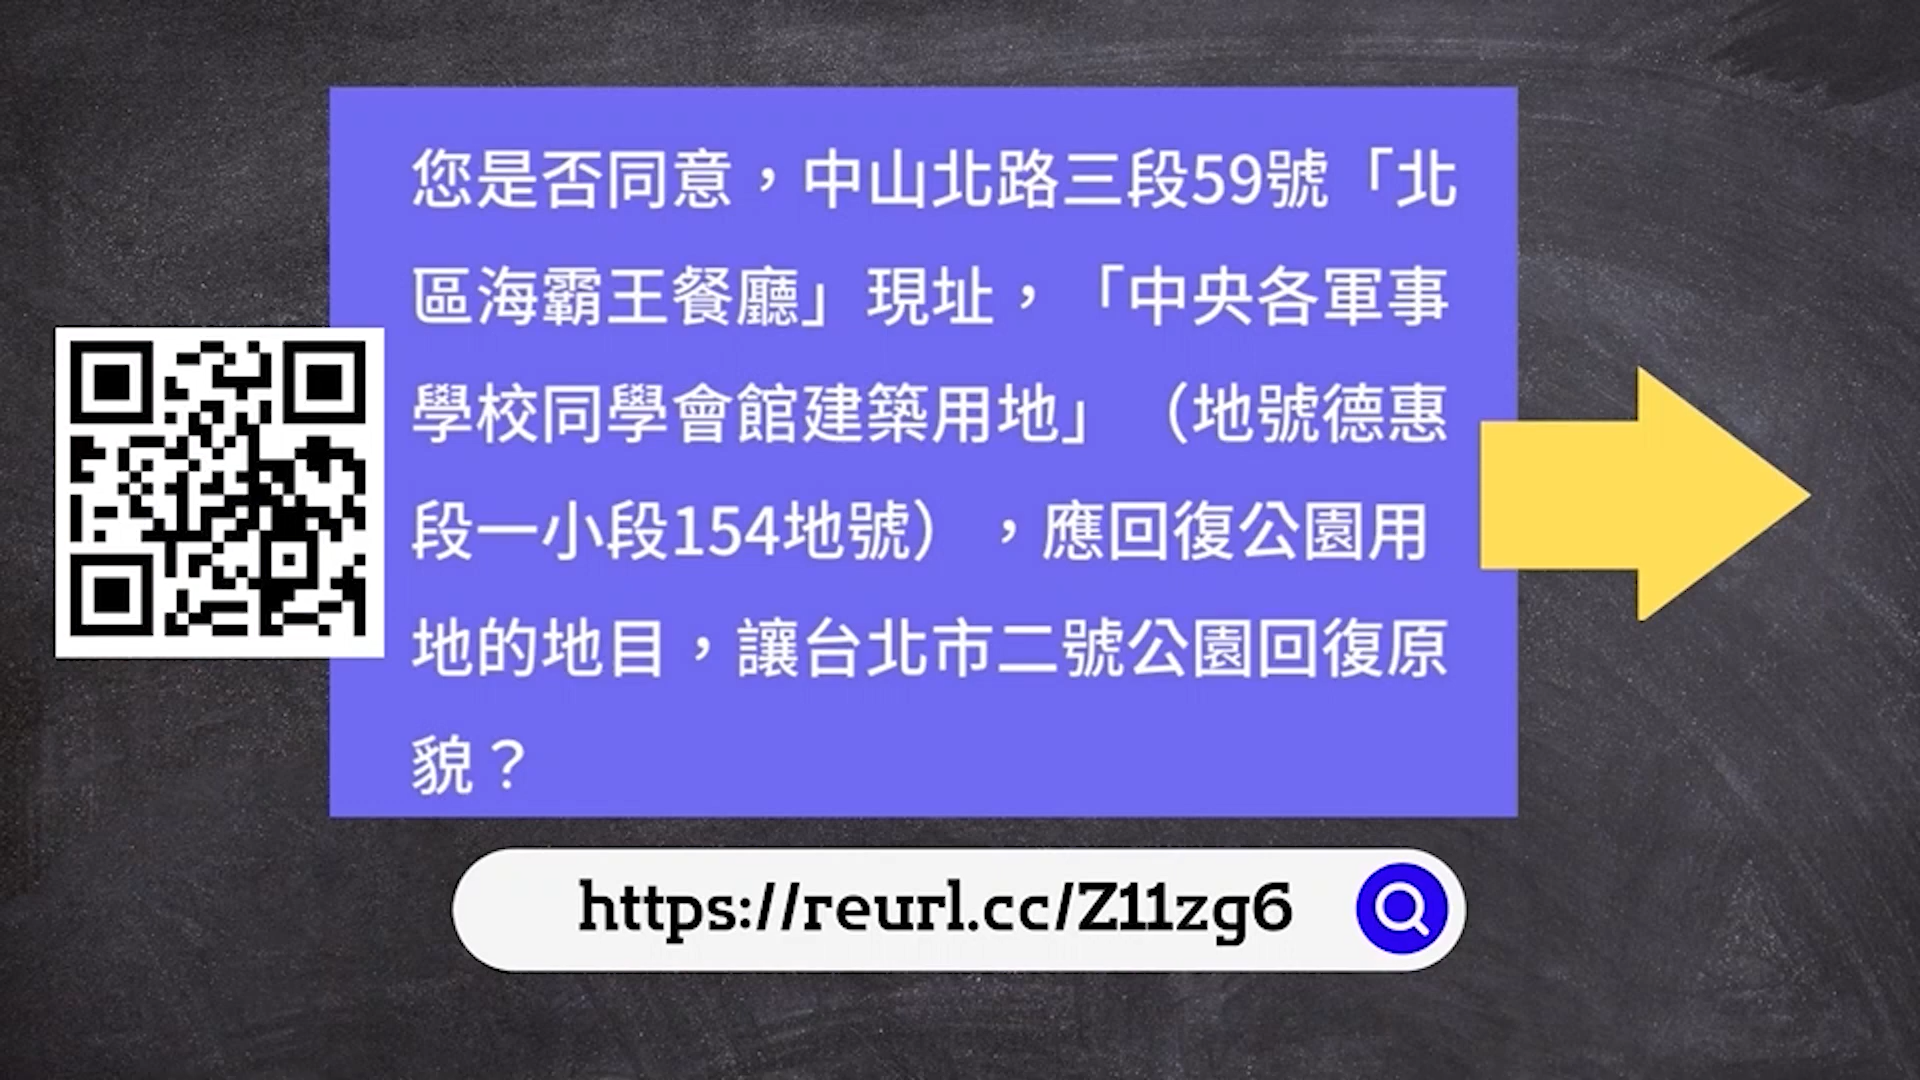 您是否同意，中山北路三段59號「北
區海霸王餐廳」現址，「中央各軍事
學校同學會館建築用地」（地號德惠
段一小段154地號），應回復公園用
地的地目，讓台北市二號公園回復原
貌？
https://reurl.cc/Z11zg6